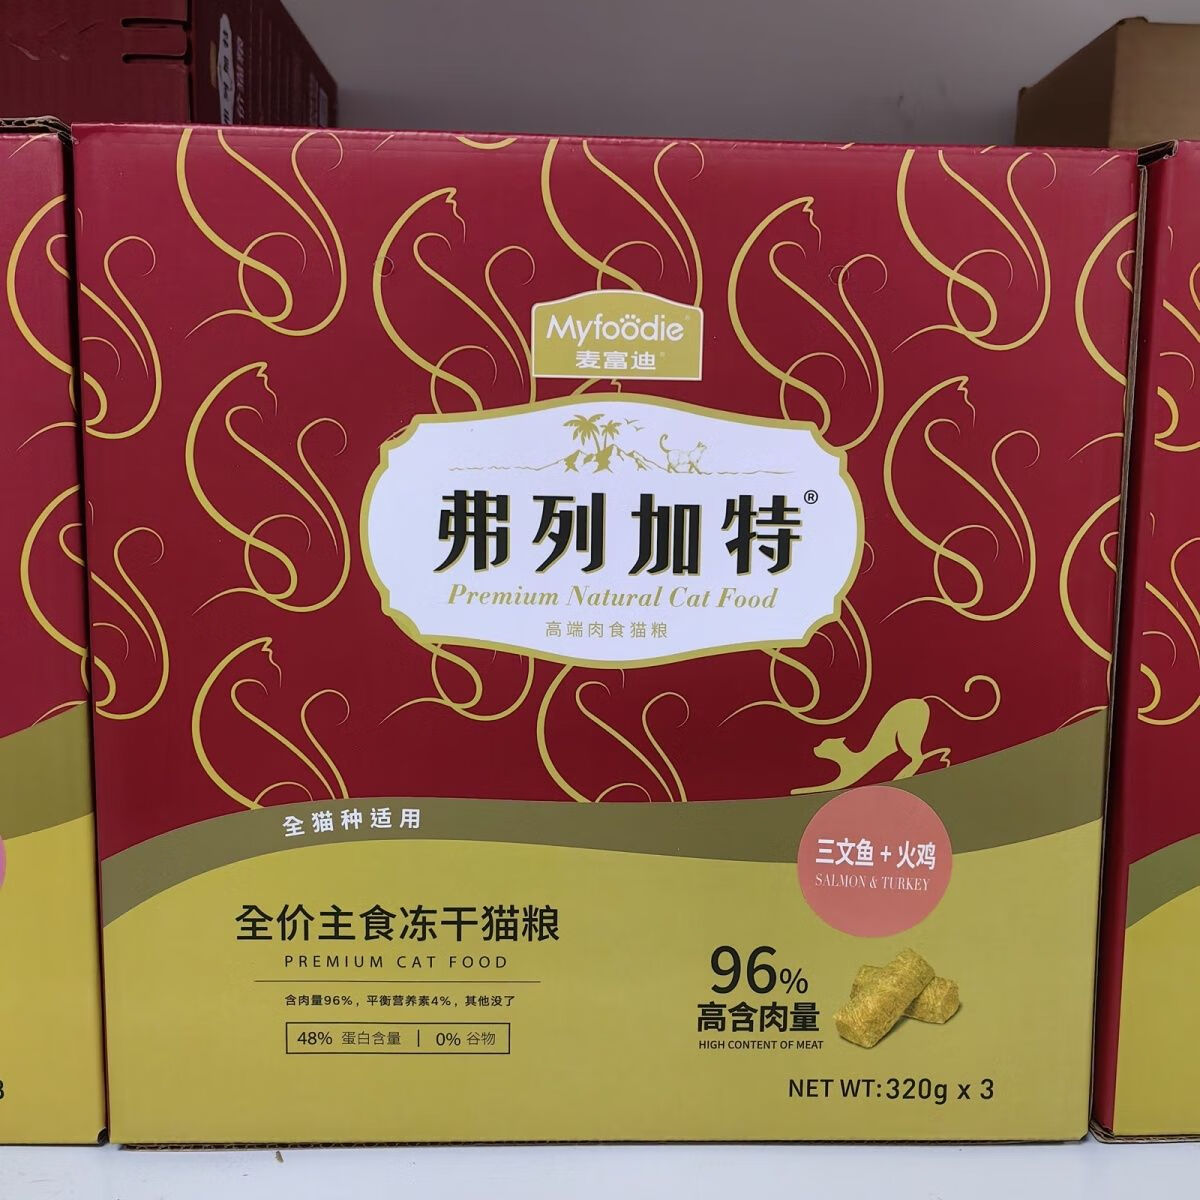 Myfoodie®
麦富迪®
弗列加特®
Premium Natural Cat Food
高端肉食猫粮
全猫种适用
三文鱼+火鸡
SALMON & TURKEY
全价主食冻干猫粮
PREMIUM CAT FOOD
含肉量96%，平衡营养素4%，其他没了
48% 蛋白含量 | 0% 谷物
96%
高含肉量
HIGH CONTENT OF MEAT
NET WT:320g x 3